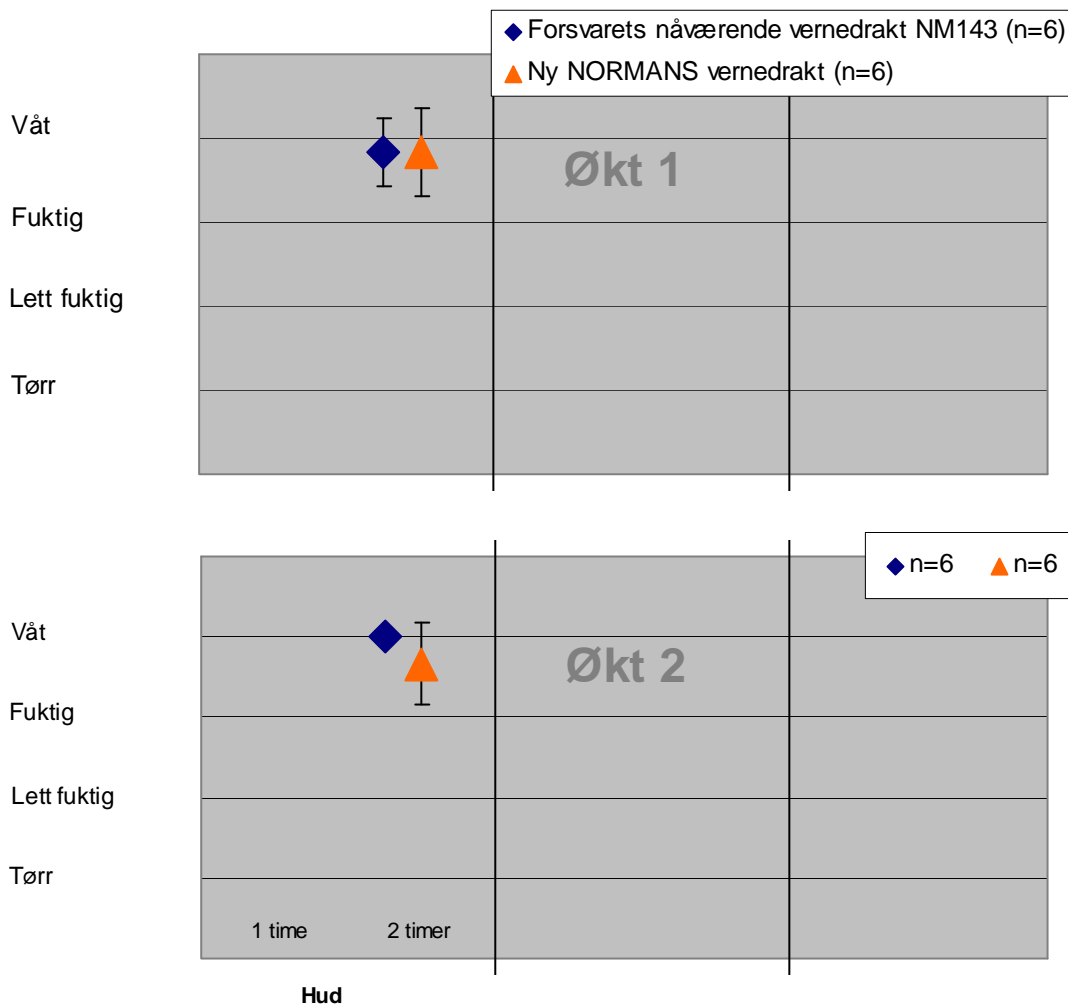 Forsvarets nåværende vernedrakt NM143 (n=6)
Ny NORMANS vernedrakt (n=6)
Våt
Økt 1
Fuktig
Lett fuktig
Tørr
n=6 n=6
Våt
Økt 2
Fuktig
Lett fuktig
Tørr
1 time 2 timer
Hud